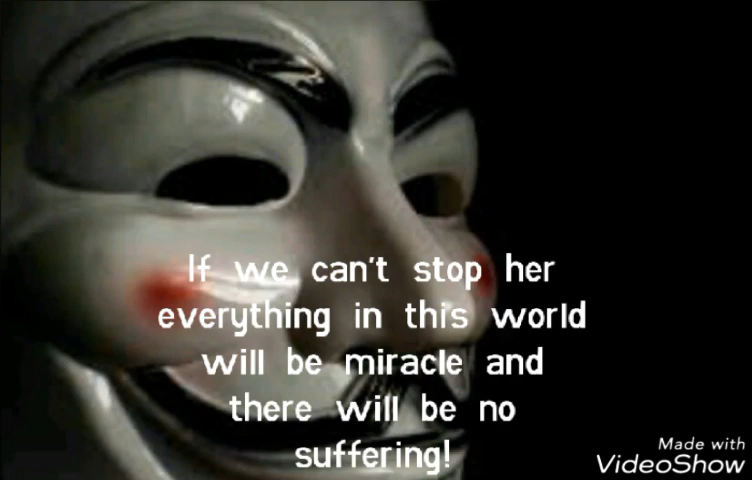 If we can't stop her
everything in this world
will be miracle and
there will be no
suffering!
Made with
VideoShow